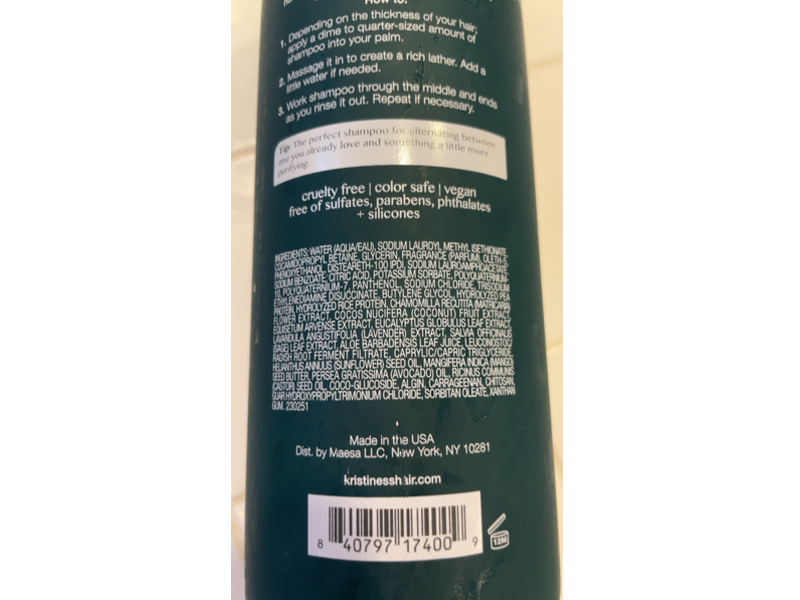 How to:
1. Depending on the thickness of your hair,
apply a dime to quarter-sized amount of
shampoo into your palm.
2. Massage it in to create a rich lather. Add a
little water if needed.
3. Work shampoo through the middle and ends
as you rinse it out. Repeat if necessary.
Tip: The perfect shampoo for alternating between
one you already love and something a little more
purifying.
cruelty free | color safe | vegan
free of sulfates, parabens, phthalates
+ silicones
INGREDIENTS: WATER (AQUA/EAU), SODIUM LAUROYL METHYL ISETHIONATE,
COCAMIDOPROPYL BETAINE, GLYCERIN, FRAGRANCE (PARFUM),
PHENOXYETHANOL, DISTEARETH-100 IPDI, SODIUM LAUROAMPHOACETATE,
SODIUM BENZOATE, CITRIC ACID, POTASSIUM SORBATE, POLYQUATERNIUM-
10, POLYQUATERNIUM-7, PANTHENOL, SODIUM CHLORIDE, TRISODIUM
ETHYLENEDIAMINE DISUCCINATE, BUTYLENE GLYCOL, HYDROLYZED PEA
PROTEIN, HYDROLYZED RICE PROTEIN, CHAMOMILLA RECUTITA (MATRICARIA)
FLOWER EXTRACT, COCOS NUCIFERA (COCONUT) FRUIT EXTRACT,
EQUISETUM ARVENSE EXTRACT, EUCALYPTUS GLOBULUS LEAF EXTRACT,
LAVANDULA ANGUSTIFOLIA (LAVENDER) EXTRACT, SALVIA OFFICINALIS
(SAGE) LEAF EXTRACT, ALOE BARBADENSIS LEAF JUICE, LEUCONOSTOC/
RADISH ROOT FERMENT FILTRATE, CAPRYLIC/CAPRIC TRIGLYCERIDE,
HELIANTHUS ANNUUS (SUNFLOWER) SEED OIL, MANGIFERA INDICA (MANGO)
SEED BUTTER, PERSEA GRATISSIMA (AVOCADO) OIL, RICINUS COMMUNIS
(CASTOR) SEED OIL, COCO-GLUCOSIDE, ALGIN, CARRAGEENAN, CHITOSAN,
GUAR HYDROXYPROPYLTRIMONIUM CHLORIDE, SORBITAN OLEATE, XANTHAN
GUM. 230251
Made in the USA
Dist. by Maesa LLC, New York, NY 10281
kristinesshair.com
8 40797 17400 9
12M